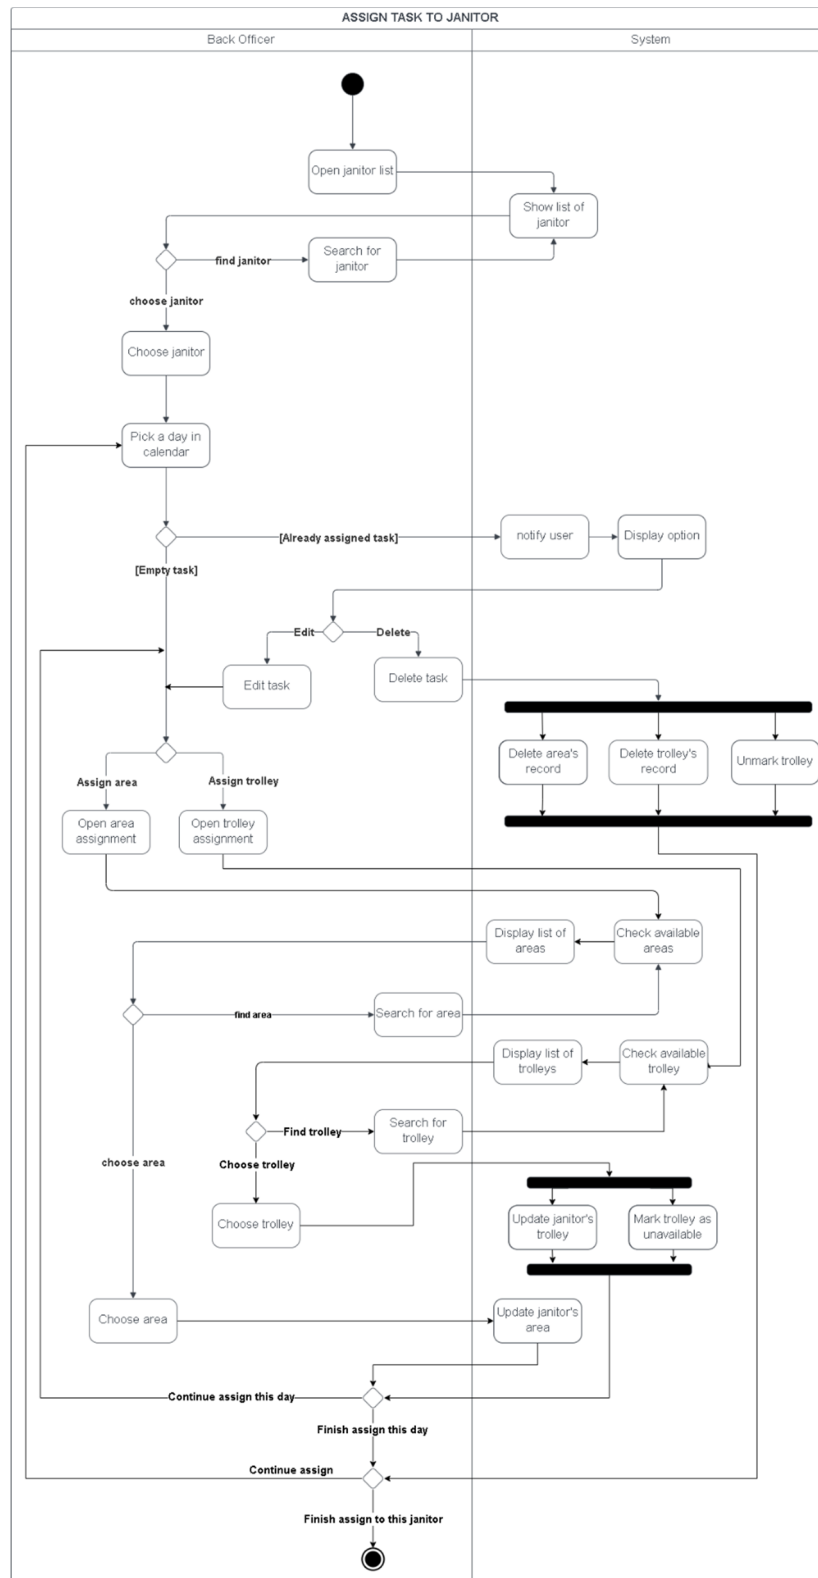 ASSIGN TASK TO JANITOR
Back Officer
System
Open janitor list
Show list of
janitor
find janitor
Search for
janitor
choose janitor
Choose janitor
Pick a day in
calendar
[Already assigned task]
notify user
Display option
[Empty task]
Edit
Delete
Edit task
Delete task
Delete area's
record
Delete trolley's
record
Unmark trolley
Assign area
Assign trolley
Open area
assignment
Open trolley
assignment
Display list of
areas
Check available
areas
find area
Search for area
Display list of
trolleys
Check available
trolley
Find trolley
Search for
trolley
choose area
Choose trolley
Choose trolley
Update janitor's
trolley
Mark trolley as
unavailable
Choose area
Update janitor's
area
Continue assign this day
Finish assign this day
Continue assign
Finish assign to this janitor